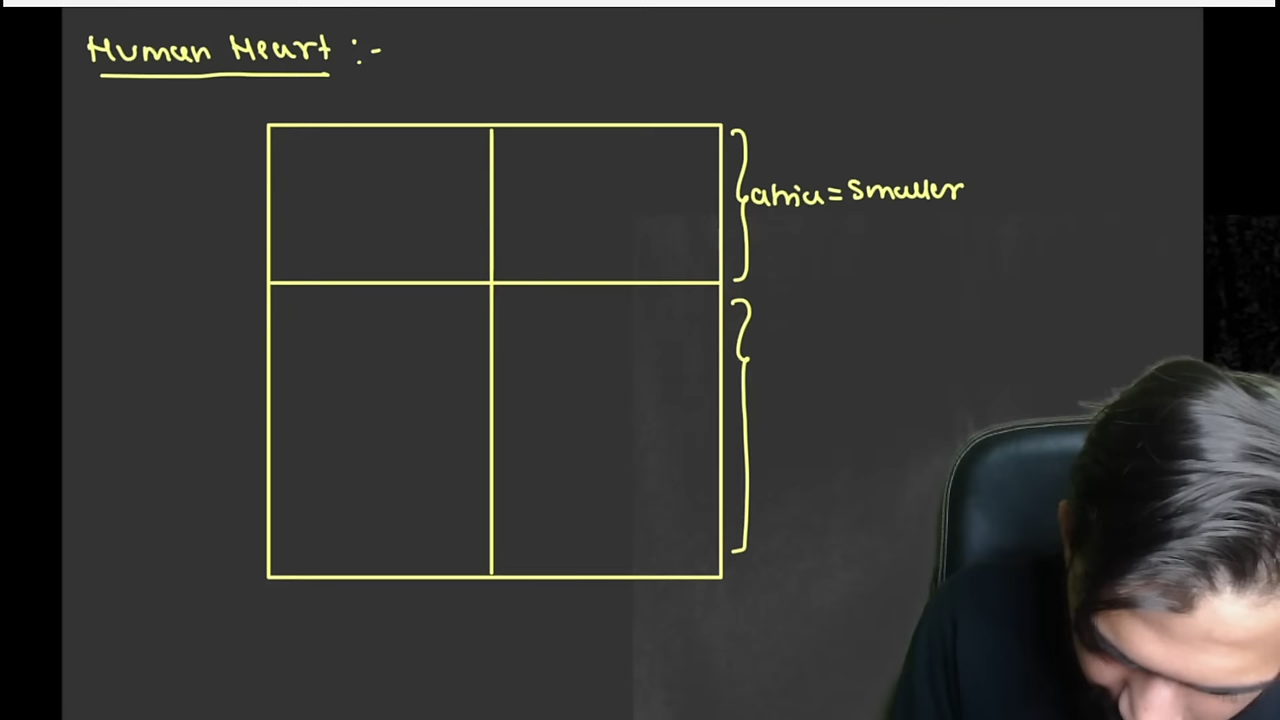 Human Heart :-
atria = Smaller